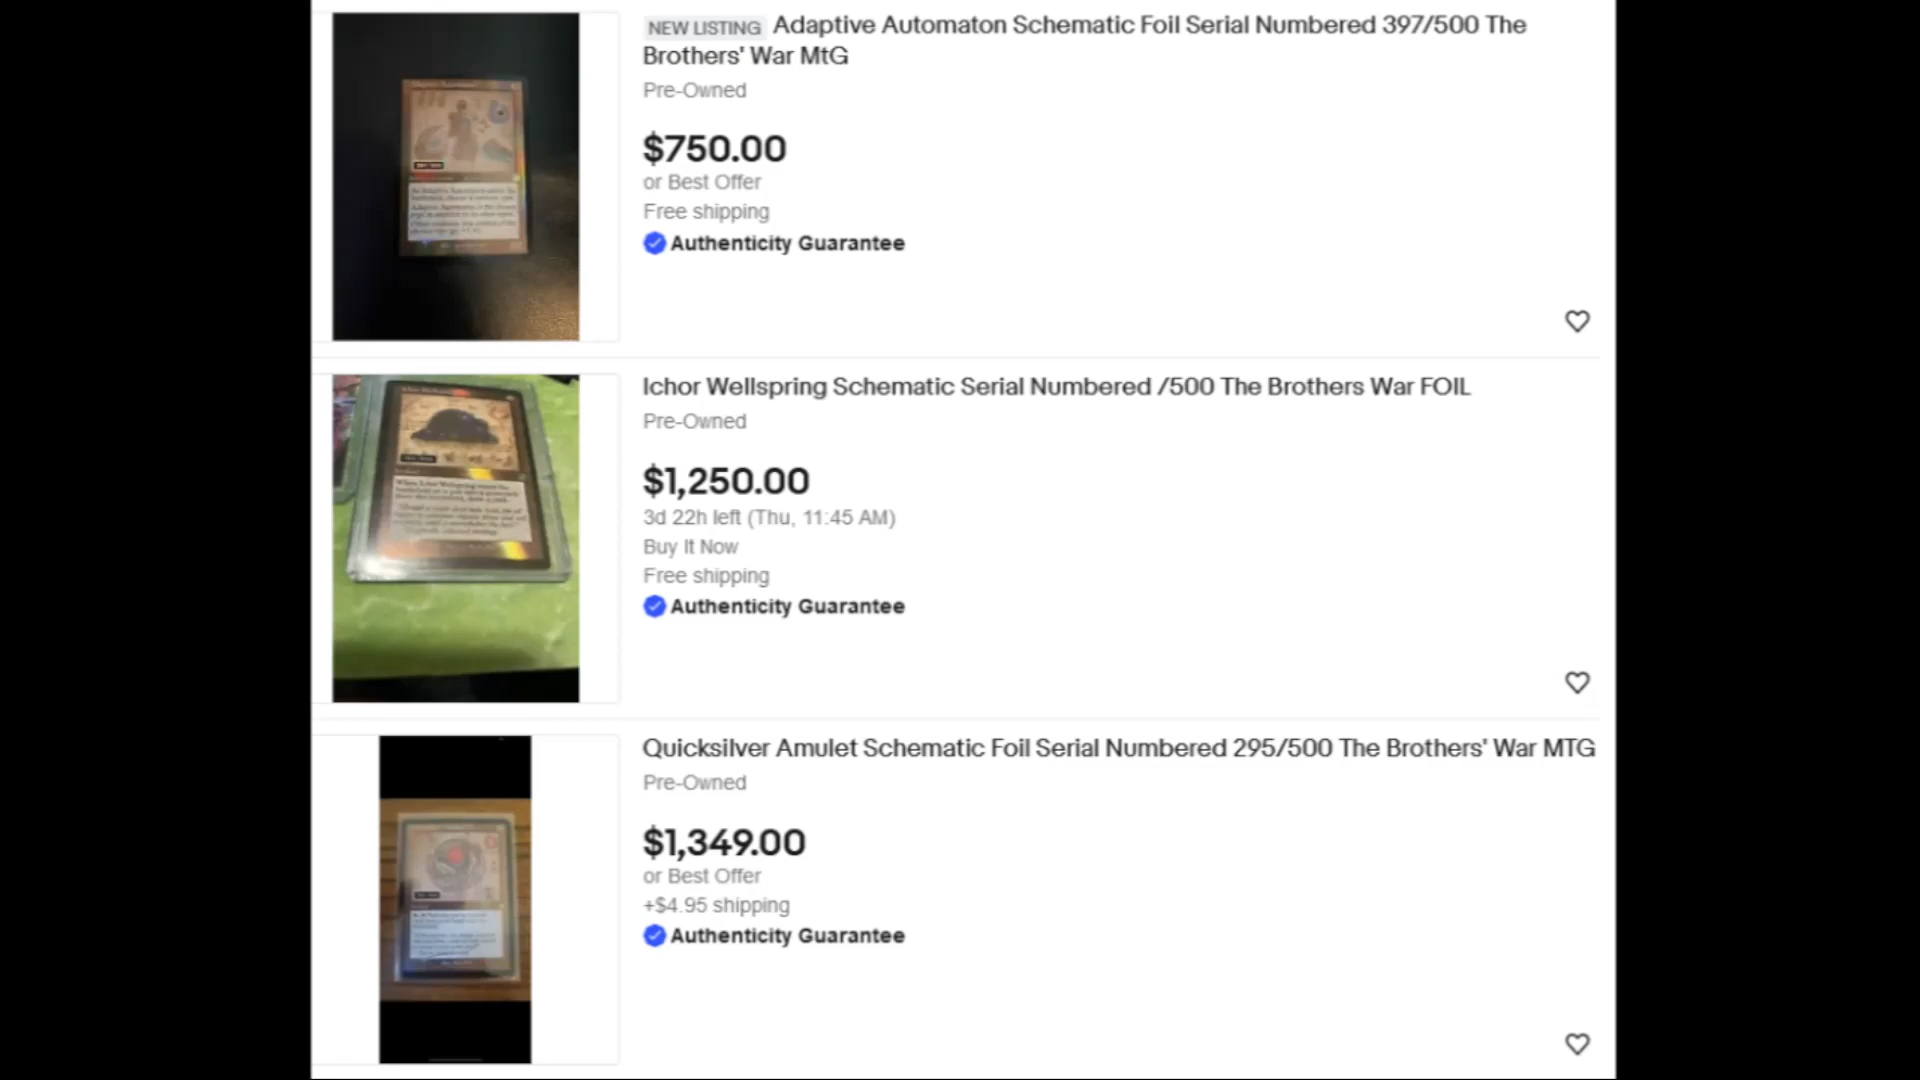 NEW LISTING Adaptive Automaton Schematic Foil Serial Numbered 397/500 The
Brothers' War MtG
Pre-Owned
$750.00
or Best Offer
Free shipping
Authenticity Guarantee
Ichor Wellspring Schematic Serial Numbered /500 The Brothers War FOIL
Pre-Owned
$1,250.00
3d 22h left (Thu, 11:45 AM)
Buy It Now
Free shipping
Authenticity Guarantee
Quicksilver Amulet Schematic Foil Serial Numbered 295/500 The Brothers' War MTG
Pre-Owned
$1,349.00
or Best Offer
+$4.95 shipping
Authenticity Guarantee